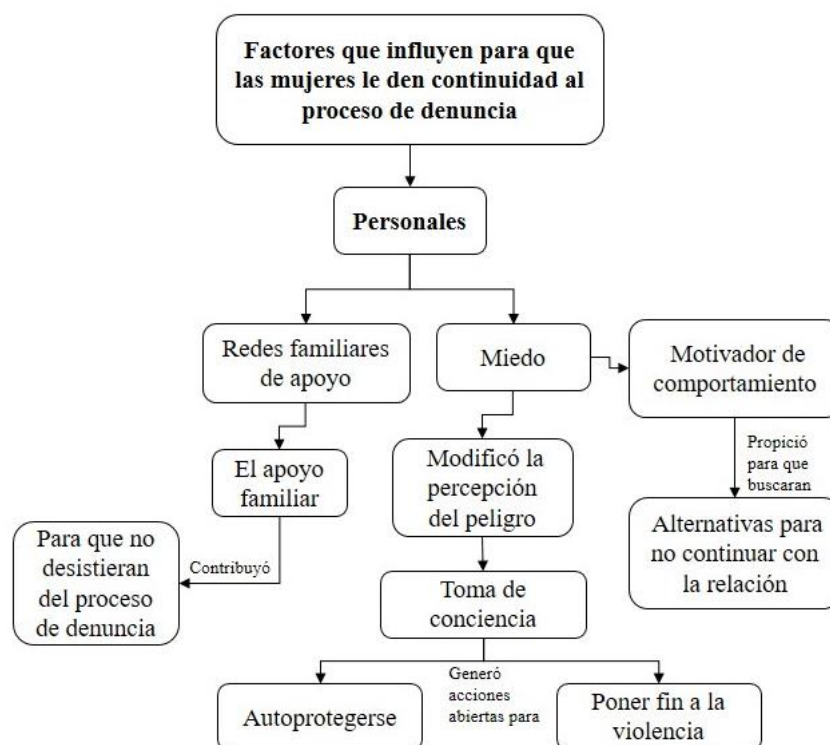 Factores que influyen para que
las mujeres le den continuidad al
proceso de denuncia
Personales
Redes familiares
de apoyo
Miedo
Motivador de
comportamiento
El apoyo
familiar
Modificó la
percepción
del peligro
Propició
para que
buscaran
Alternativas para
no continuar con
la relación
Para que no
desistieran
del proceso
de denuncia
Contribuyó
Toma de
conciencia
Generó
acciones
abiertas para
Autoprotegerse
Poner fin a la
violencia